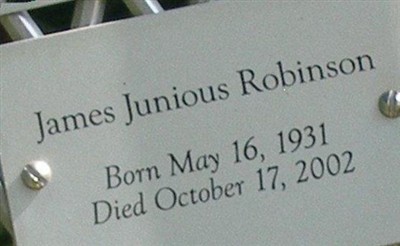 James Junious Robinson
Born May 16, 1931
Died October 17, 2002